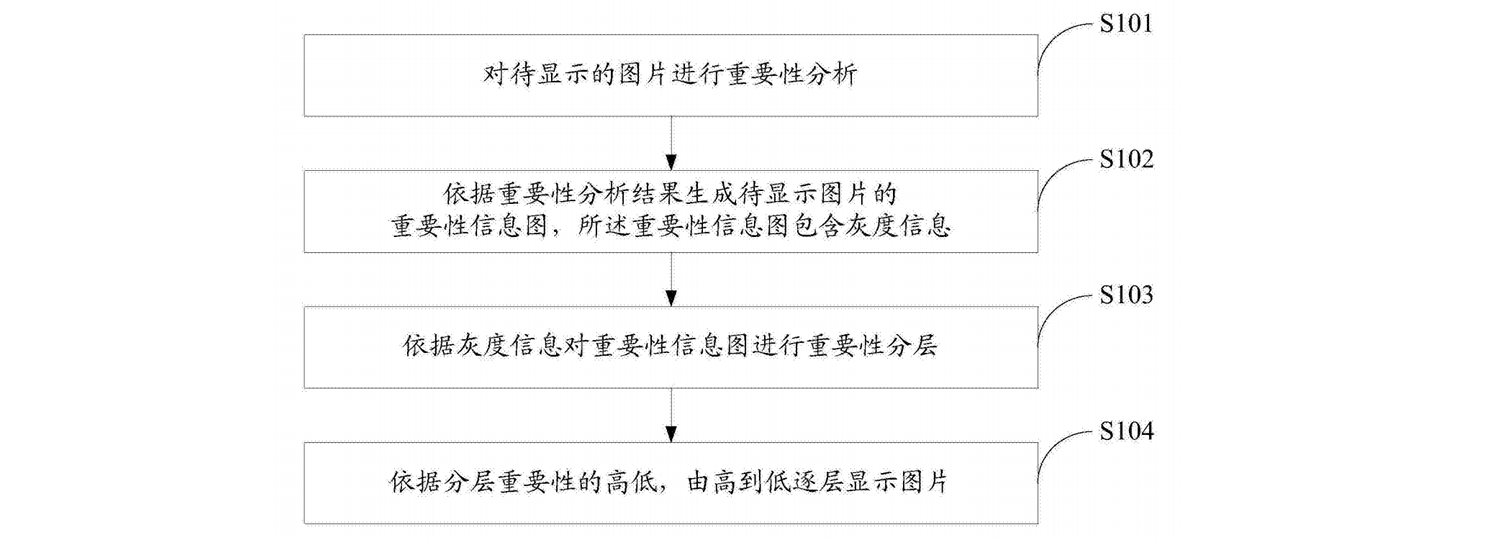 S101
对待显示的图片进行重要性分析
S102
依据重要性分析结果生成待显示图片的
重要性信息图，所述重要性信息图包含灰度信息
S103
依据灰度信息对重要性信息图进行重要性分层
S104
依据分层重要性的高低，由高到低逐层显示图片